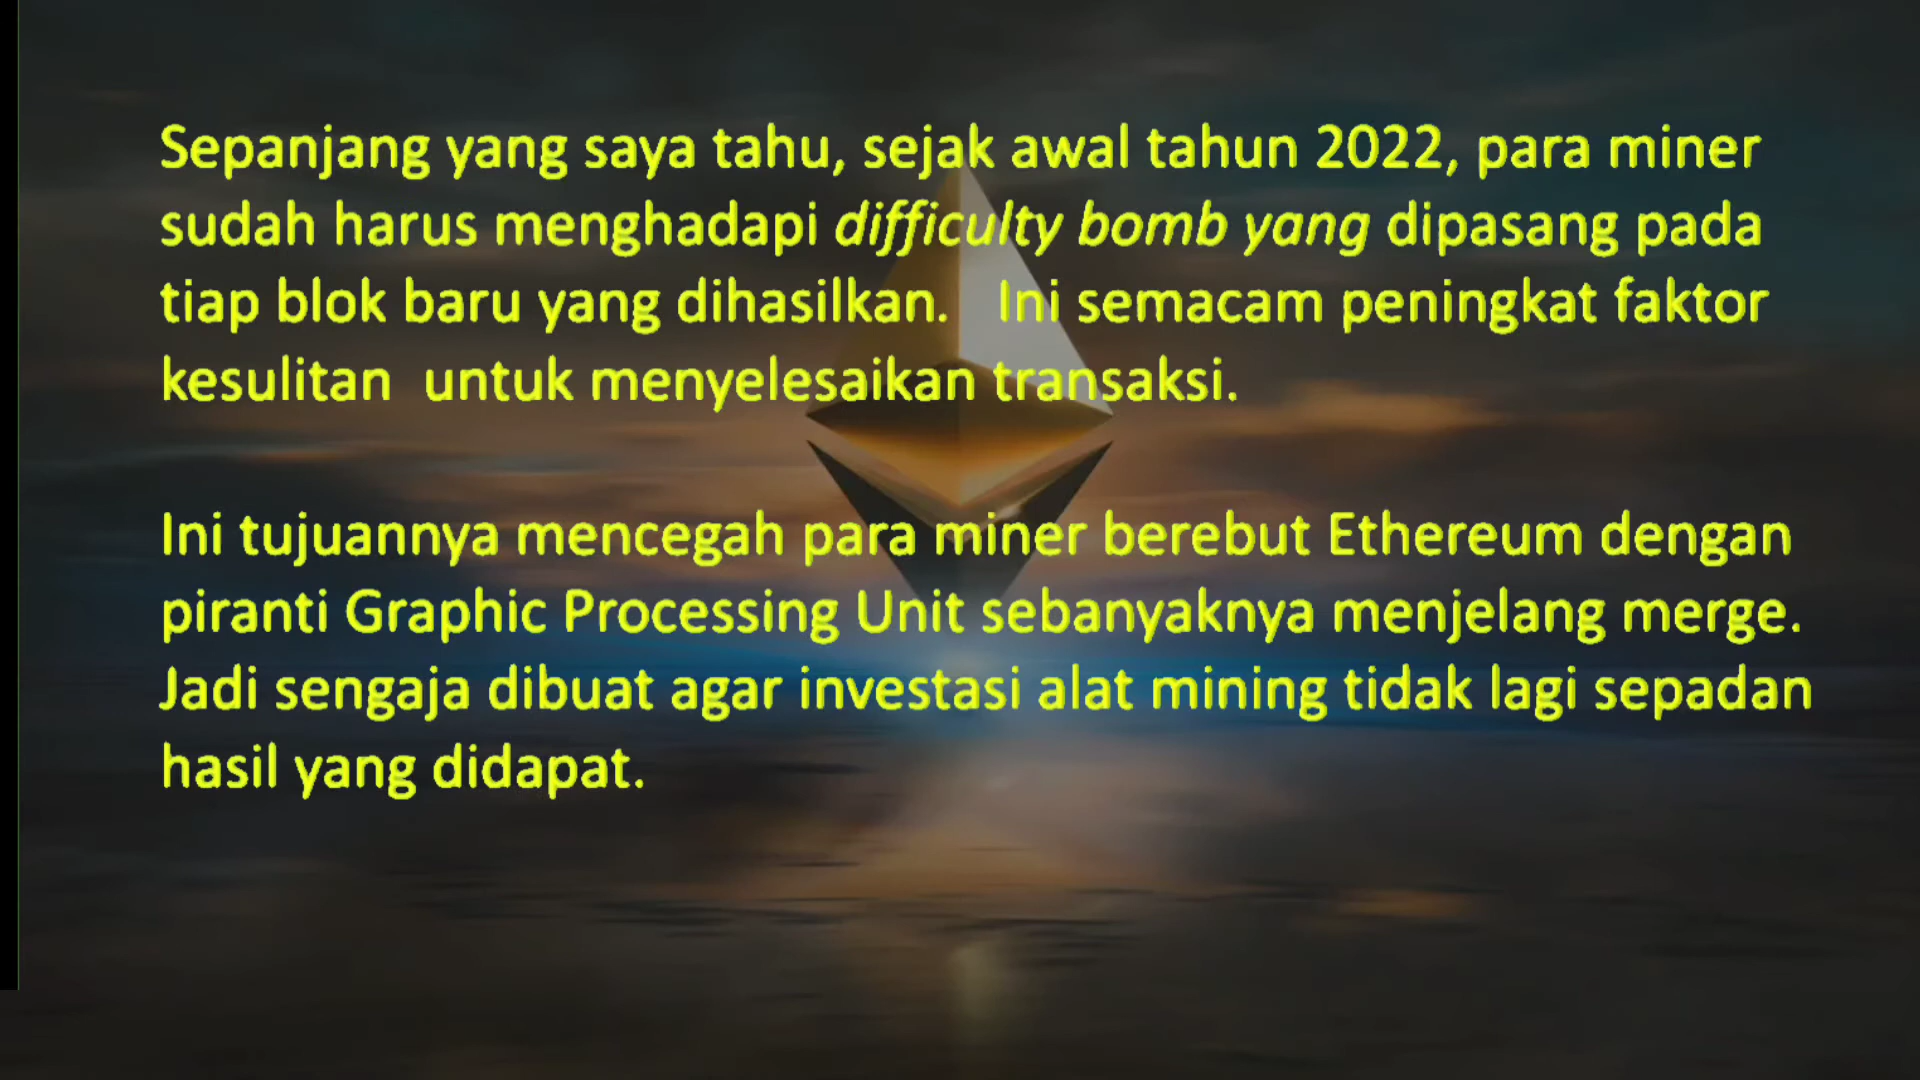 Sepanjang yang saya tahu, sejak awal tahun 2022, para miner
sudah harus menghadapi difficulty bomb yang dipasang pada
tiap blok baru yang dihasilkan.   Ini semacam peningkat faktor
kesulitan  untuk menyelesaikan transaksi.
Ini tujuannya mencegah para miner berebut Ethereum dengan
piranti Graphic Processing Unit sebanyaknya menjelang merge.
Jadi sengaja dibuat agar investasi alat mining tidak lagi sepadan
hasil yang didapat.